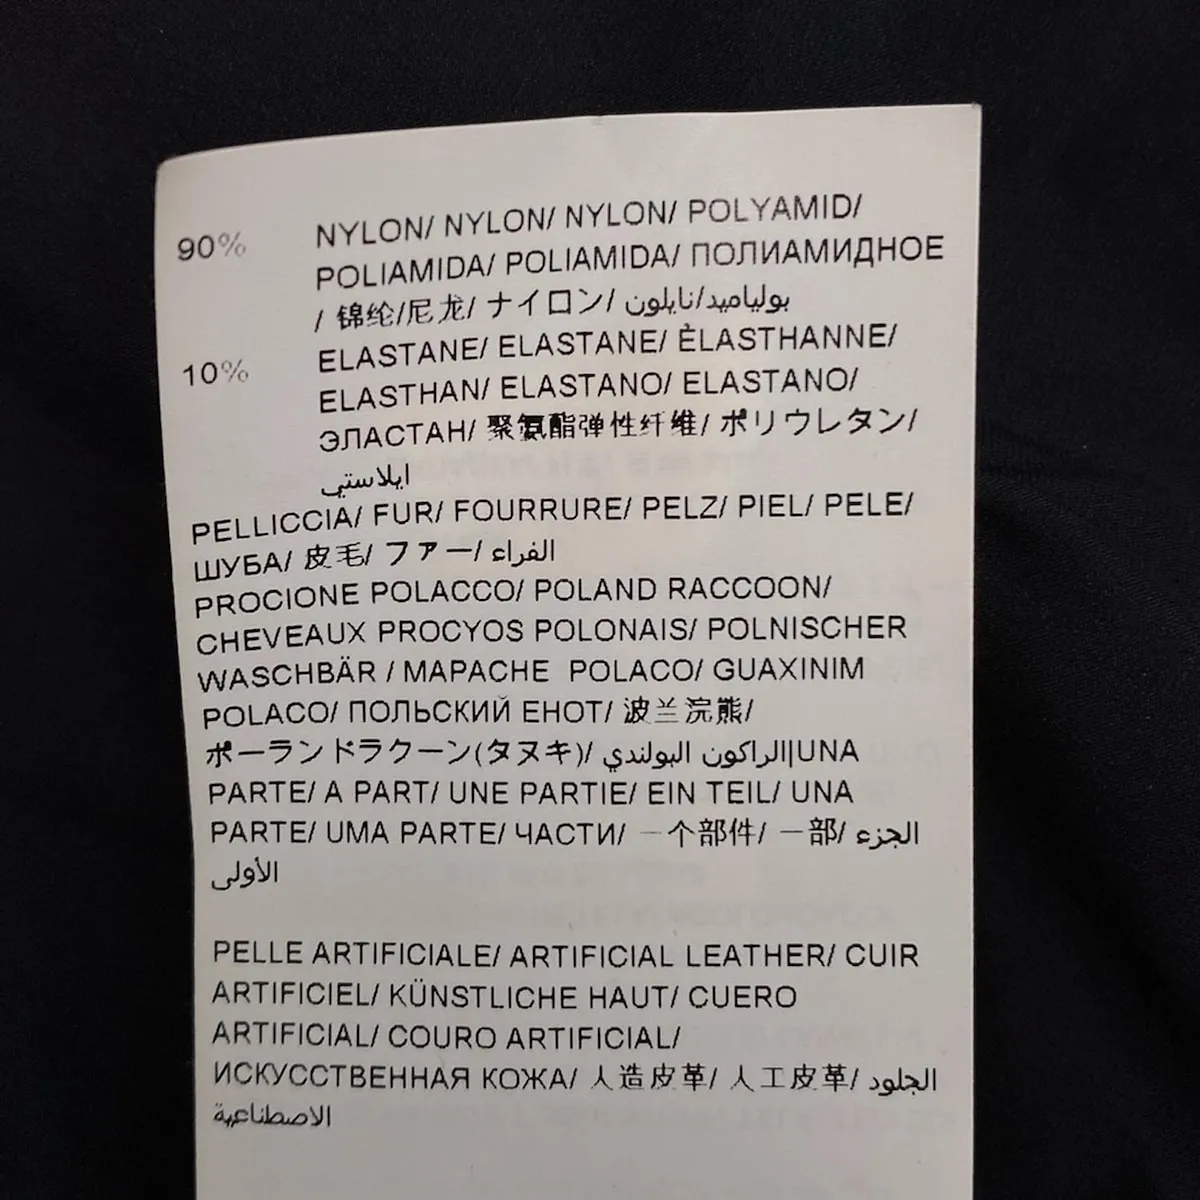 90% NYLON/ NYLON/ NYLON/ POLYAMID/
POLIAMIDA/ POLIAMIDA/ ПОЛИАМИДНОЕ
/ 锦纶/尼龙/ ナイロン/ بولياميد/نايلون
10% ELASTANE/ ELASTANE/ ÈLASTHANNE/
ELASTHAN/ ELASTANO/ ELASTANO/
ЭЛАСТАН/ 聚氨酯弹性纤维/ ポリウレタン/
ايلاستي
PELLICCIA/ FUR/ FOURRURE/ PELZ/ PIEL/ PELE/
ШУБА/ 皮毛/ ファー/ الفراء
PROCIONE POLACCO/ POLAND RACCOON/
CHEVEAUX PROCYOS POLONAIS/ POLNISCHER
WASCHBÄR / MAPACHE POLACO/ GUAXINIM
POLACO/ ПОЛЬСКИЙ ЕНОТ/ 波兰浣熊/
ポーランドラクーン(タヌキ)/ الراكون البولندي|UNA
PARTE/ A PART/ UNE PARTIE/ EIN TEIL/ UNA
PARTE/ UMA PARTE/ ЧАСТИ/ 一个部件/ 一部/ الجزء
الأولى
PELLE ARTIFICIALE/ ARTIFICIAL LEATHER/ CUIR
ARTIFICIEL/ KÜNSTLICHE HAUT/ CUERO
ARTIFICIAL/ COURO ARTIFICIAL/
ИСКУССТВЕННАЯ КОЖА/ 人造皮革/ 人工皮革/ الجلود
الاصطناعية